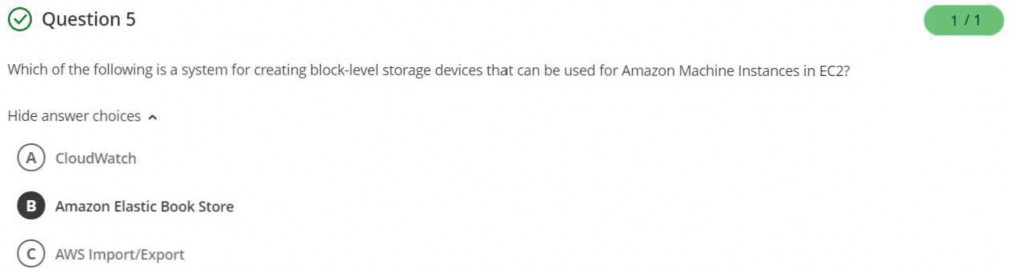 Question 5
1 / 1
Which of the following is a system for creating block-level storage devices that can be used for Amazon Machine Instances in EC2?
Hide answer choices
A CloudWatch
B Amazon Elastic Book Store
C AWS Import/Export